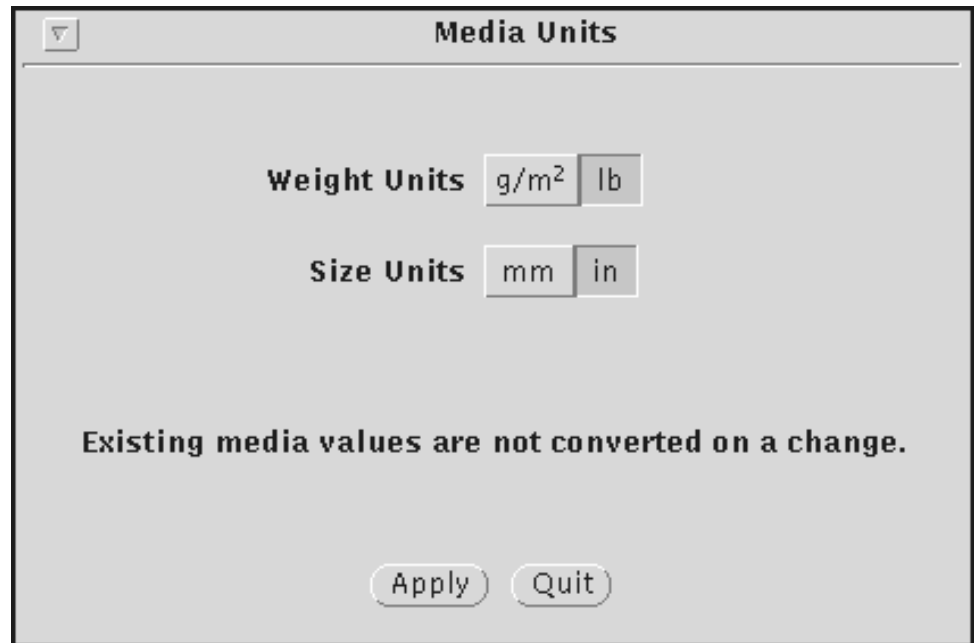 Media Units
Weight Units g/m² lb
Size Units mm in
Existing media values are not converted on a change.
Apply Quit